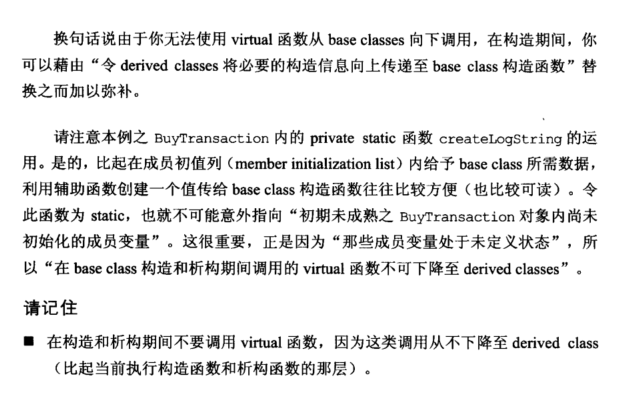 换句话说由于你无法使用 virtual 函数从 base classes 向下调用，在构造期间，你
可以藉由“令 derived classes 将必要的构造信息向上传递至 base class 构造函数”替
换之而加以弥补。
请注意本例之 BuyTransaction 内的 private static 函数 createLogString 的运
用。是的，比起在成员初值列（member initialization list）内给予 base class 所需数据，
利用辅助函数创建一个值传给 base class 构造函数往往比较方便（也比较可读）。令
此函数为 static，也就不可能意外指向“初期未成熟之 BuyTransaction 对象内尚未
初始化的成员变量”。这很重要，正是因为“那些成员变量处于未定义状态”，所
以“在 base class 构造和析构期间调用的 virtual 函数不可下降至 derived classes”。
请记住
■ 在构造和析构期间不要调用 virtual 函数，因为这类调用从不下降至 derived class
（比起当前执行构造函数和析构函数的那层）。